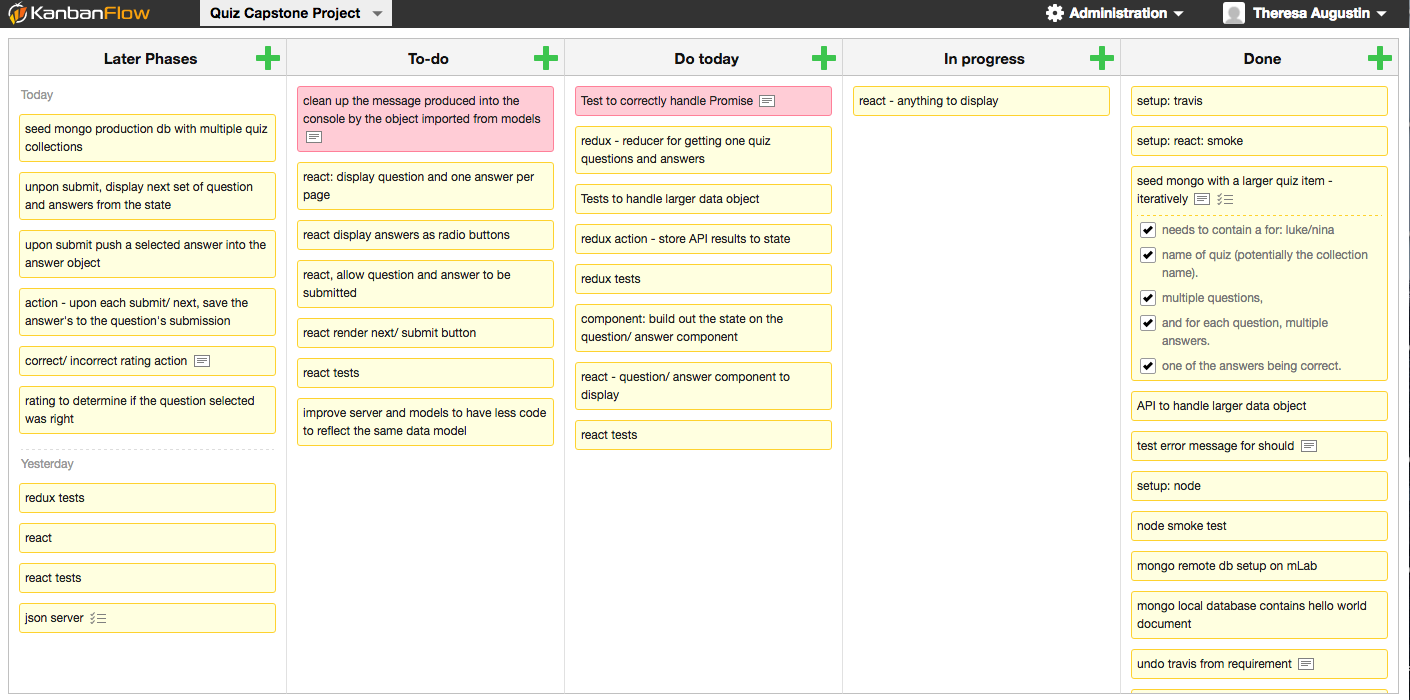 KanbanFlow
Quiz Capstone Project
Administration
Theresa Augustin
Later Phases
To-do
Do today
In progress
Done
Today
seed mongo production db with multiple quiz
collections
unpon submit, display next set of question
and answers from the state
upon submit push a selected answer into the
answer object
action - upon each submit/ next, save the
answer's to the question's submission
correct/ incorrect rating action
rating to determine if the question selected
was right
Yesterday
redux tests
react
react tests
json server
clean up the message produced into the
console by the object imported from models
react: display question and one answer per
page
react display answers as radio buttons
react, allow question and answer to be
submitted
react render next/ submit button
react tests
improve server and models to have less code
to reflect the same data model
Test to correctly handle Promise
redux - reducer for getting one quiz
questions and answers
Tests to handle larger data object
redux action - store API results to state
redux tests
component: build out the state on the
question/ answer component
react - question/ answer component to
display
react tests
react - anything to display
setup: travis
setup: react: smoke
seed mongo with a larger quiz item -
iteratively
needs to contain a for: luke/nina
name of quiz (potentially the collection
name).
multiple questions,
and for each question, multiple
answers.
one of the answers being correct.
API to handle larger data object
test error message for should
setup: node
node smoke test
mongo remote db setup on mLab
mongo local database contains hello world
document
undo travis from requirement